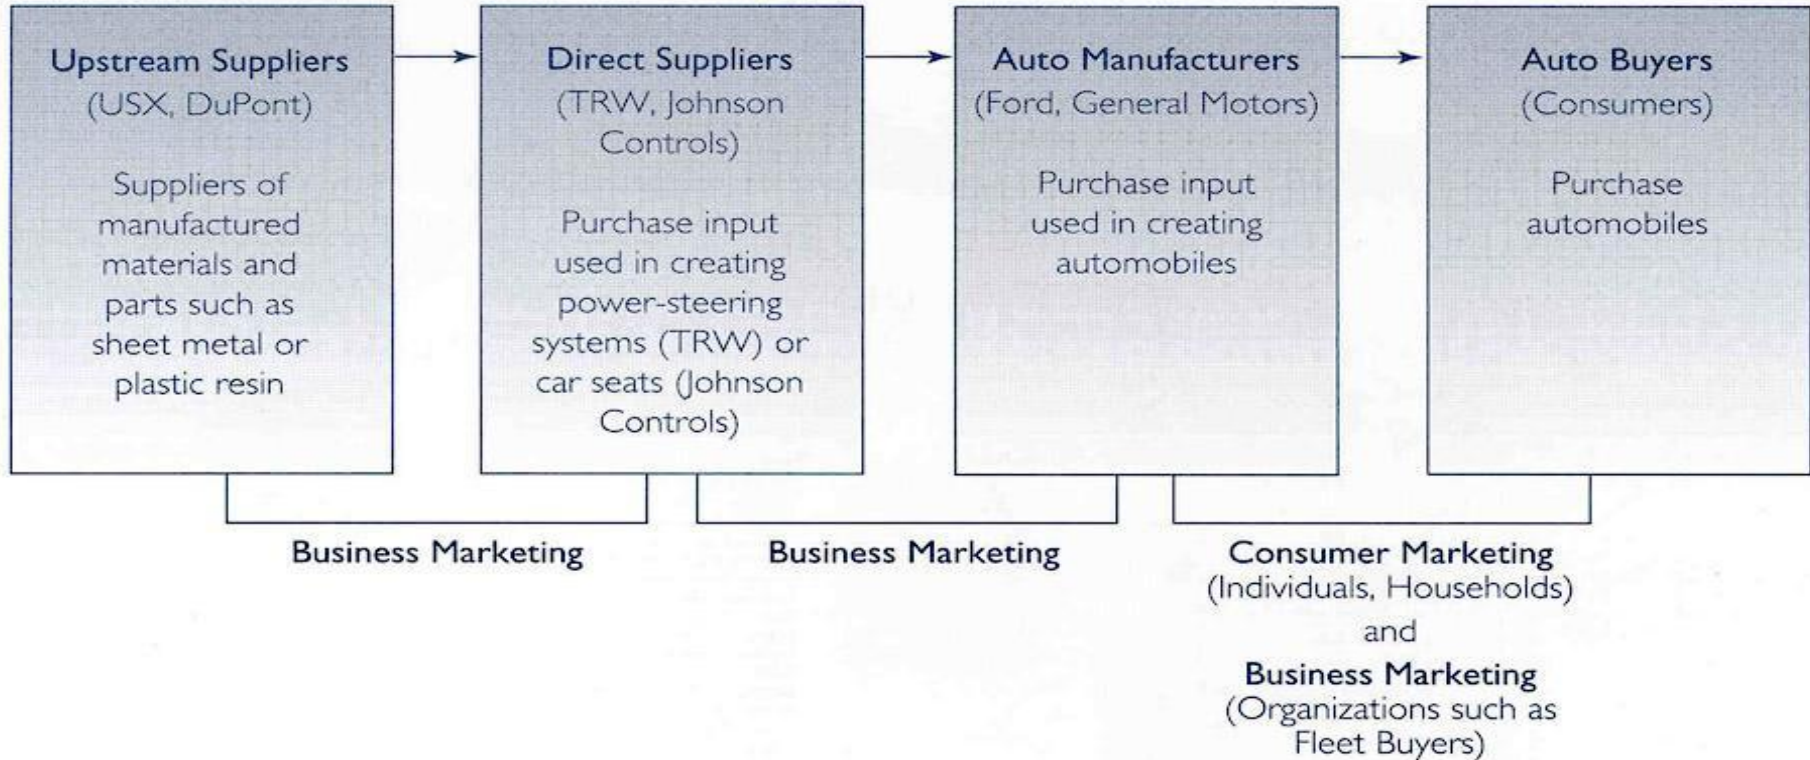 Upstream Suppliers
(USX, DuPont)
Suppliers of
manufactured
materials and
parts such as
sheet metal or
plastic resin
Direct Suppliers
(TRW, Johnson
Controls)
Purchase input
used in creating
power-steering
systems (TRW) or
car seats (Johnson
Controls)
Auto Manufacturers
(Ford, General Motors)
Purchase input
used in creating
automobiles
Auto Buyers
(Consumers)
Purchase
automobiles
Business Marketing
Business Marketing
Consumer Marketing
(Individuals, Households)
and
Business Marketing
(Organizations such as
Fleet Buyers)